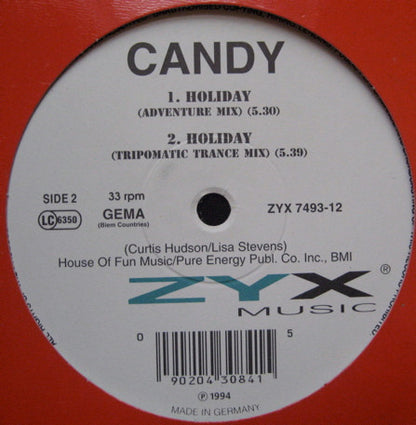 CANDY
1. HOLIDAY
(ADVENTURE MIX) (5.30)
2. HOLIDAY
(TRIPOMATIC TRANCE MIX) (5.39)
SIDE 2
33 rpm
LC 6350
GEMA
(Biem Countries)
ZYX 7493-12
(Curtis Hudson/Lisa Stevens)
House Of Fun Music/Pure Energy Publ. Co. Inc., BMI
ZYX ®
MUSIC
0 5
90204 30841
℗ 1994
MADE IN GERMANY